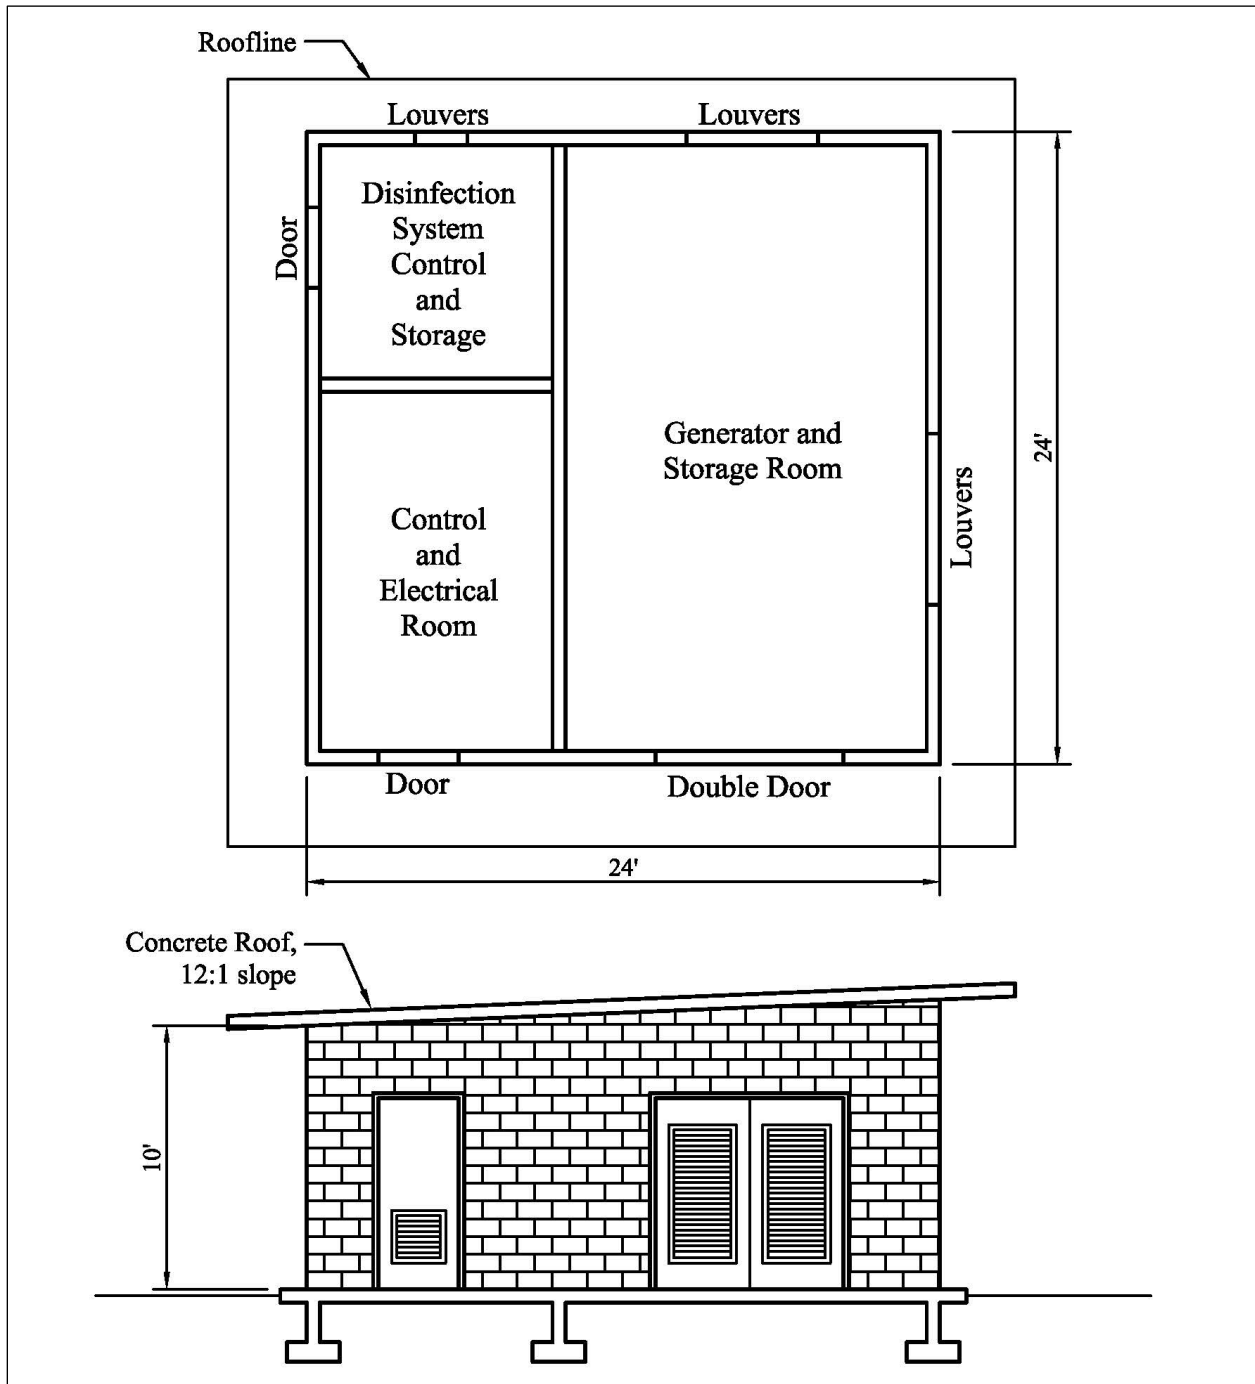 Roofline
Louvers
Louvers
Disinfection
System
Control
and
Storage
Door
Generator and
Storage Room
24'
Louvers
Control
and
Electrical
Room
Door
Double Door
24'
Concrete Roof,
12:1 slope
10'